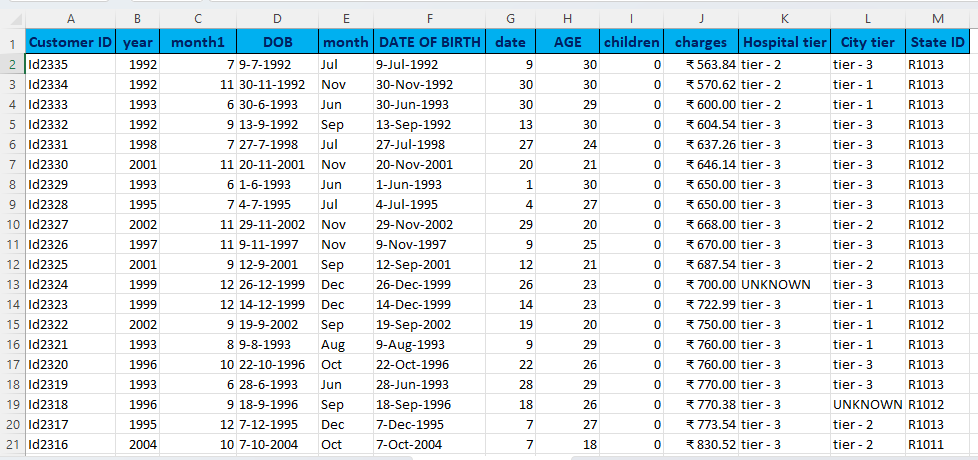 A B C D E F G H I J K L M
1 Customer ID year month1 DOB month DATE OF BIRTH date AGE children charges Hospital tier City tier State ID
2 Id2335 1992 7 9-7-1992 Jul 9-Jul-1992 9 30 0 ₹ 563.84 tier - 2 tier - 3 R1013
3 Id2334 1992 11 30-11-1992 Nov 30-Nov-1992 30 30 0 ₹ 570.62 tier - 2 tier - 1 R1013
4 Id2333 1993 6 30-6-1993 Jun 30-Jun-1993 30 29 0 ₹ 600.00 tier - 2 tier - 1 R1013
5 Id2332 1992 9 13-9-1992 Sep 13-Sep-1992 13 30 0 ₹ 604.54 tier - 3 tier - 3 R1013
6 Id2331 1998 7 27-7-1998 Jul 27-Jul-1998 27 24 0 ₹ 637.26 tier - 3 tier - 3 R1013
7 Id2330 2001 11 20-11-2001 Nov 20-Nov-2001 20 21 0 ₹ 646.14 tier - 3 tier - 3 R1012
8 Id2329 1993 6 1-6-1993 Jun 1-Jun-1993 1 30 0 ₹ 650.00 tier - 3 tier - 3 R1013
9 Id2328 1995 7 4-7-1995 Jul 4-Jul-1995 4 27 0 ₹ 650.00 tier - 3 tier - 3 R1013
10 Id2327 2002 11 29-11-2002 Nov 29-Nov-2002 29 20 0 ₹ 668.00 tier - 3 tier - 2 R1012
11 Id2326 1997 11 9-11-1997 Nov 9-Nov-1997 9 25 0 ₹ 670.00 tier - 3 tier - 3 R1013
12 Id2325 2001 9 12-9-2001 Sep 12-Sep-2001 12 21 0 ₹ 687.54 tier - 3 tier - 2 R1013
13 Id2324 1999 12 26-12-1999 Dec 26-Dec-1999 26 23 0 ₹ 700.00 UNKNOWN tier - 3 R1013
14 Id2323 1999 12 14-12-1999 Dec 14-Dec-1999 14 23 0 ₹ 722.99 tier - 3 tier - 1 R1013
15 Id2322 2002 9 19-9-2002 Sep 19-Sep-2002 19 20 0 ₹ 750.00 tier - 3 tier - 1 R1012
16 Id2321 1993 8 9-8-1993 Aug 9-Aug-1993 9 29 0 ₹ 760.00 tier - 3 tier - 1 R1013
17 Id2320 1996 10 22-10-1996 Oct 22-Oct-1996 22 26 0 ₹ 760.00 tier - 3 tier - 3 R1013
18 Id2319 1993 6 28-6-1993 Jun 28-Jun-1993 28 29 0 ₹ 770.00 tier - 3 tier - 3 R1013
19 Id2318 1996 9 18-9-1996 Sep 18-Sep-1996 18 26 0 ₹ 770.38 tier - 3 UNKNOWN R1012
20 Id2317 1995 12 7-12-1995 Dec 7-Dec-1995 7 27 0 ₹ 773.54 tier - 3 tier - 2 R1013
21 Id2316 2004 10 7-10-2004 Oct 7-Oct-2004 7 18 0 ₹ 830.52 tier - 3 tier - 2 R1011